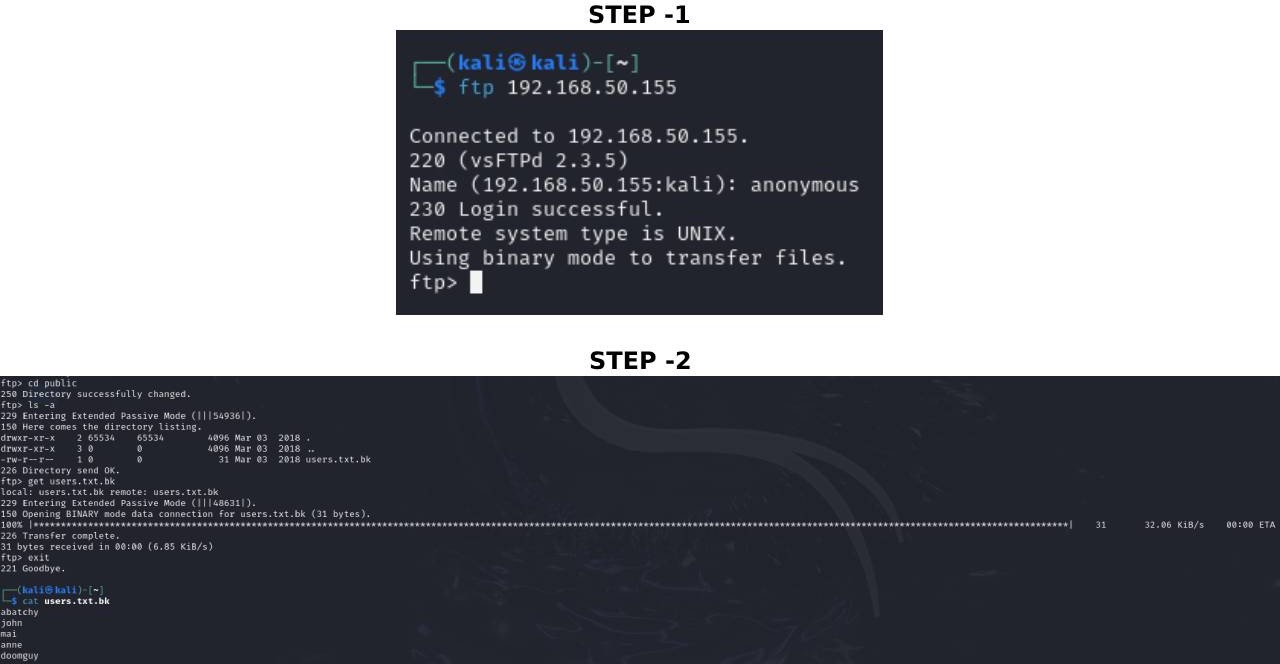 STEP -1
┌──(kali㉿kali)-[~]
└─$ ftp 192.168.50.155
Connected to 192.168.50.155.
220 (vsFTPd 2.3.5)
Name (192.168.50.155:kali): anonymous
230 Login successful.
Remote system type is UNIX.
Using binary mode to transfer files.
ftp>
STEP -2
ftp> cd public
250 Directory successfully changed.
ftp> ls -a
229 Entering Extended Passive Mode (|||54936|).
150 Here comes the directory listing.
drwxr-xr-x    2 65534    65534        4096 Mar 03  2018 .
drwxr-xr-x    3 0        0            4096 Mar 03  2018 ..
-rw-r--r--    1 0        0              31 Mar 03  2018 users.txt.bk
226 Directory send OK.
ftp> get users.txt.bk
local: users.txt.bk remote: users.txt.bk
229 Entering Extended Passive Mode (|||48631|).
150 Opening BINARY mode data connection for users.txt.bk (31 bytes).
100% |***********************************************************************| 31 32.06 KiB/s 00:00 ETA
226 Transfer complete.
31 bytes received in 00:00 (6.85 KiB/s)
ftp> exit
221 Goodbye.
┌──(kali㉿kali)-[~]
└─$ cat users.txt.bk
abatchy
john
mai
anne
doomguy